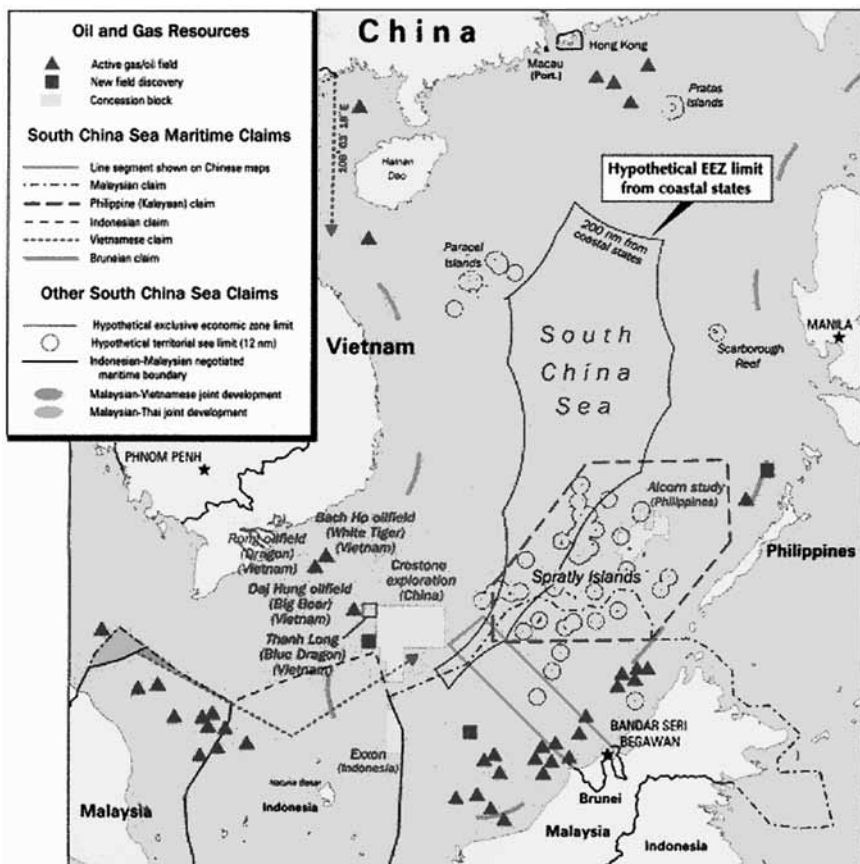 Oil and Gas Resources
Active gas/oil field
New field discovery
Concession block
South China Sea Maritime Claims
Line segment shown on Chinese maps
Malaysian claim
Philippine (Kalayaan) claim
Indonesian claim
Vietnamese claim
Bruneian claim
Other South China Sea Claims
Hypothetical exclusive economic zone limit
Hypothetical territorial sea limit (12 nm)
Indonesian-Malaysian negotiated
maritime boundary
Malaysian-Vietnamese joint development
Malaysian-Thai joint development
China
Hong Kong
Macau
(Port.)
Pratas
Islands
108° 03' 18" E
Hainan
Dao
Hypothetical EEZ limit
from coastal states
200 nm from
coastal states
Paracel
Islands
Vietnam
South
China
Sea
MANILA
Scarborough
Reef
PHNOM PENH
Alcorn study
(Philippines)
Bach Ho oilfield
(White Tiger)
(Vietnam)
Rong oilfield
(Dragon)
(Vietnam)
Crestone
exploration
(China)
Philippines
Spratly Islands
Dai Hung oilfield
(Big Bear)
(Vietnam)
Thanh Long
(Blue Dragon)
(Vietnam)
BANDAR SERI
BEGAWAN
Exxon
(Indonesia)
Natuna Besar
Malaysia
Indonesia
Brunei
Malaysia
Indonesia